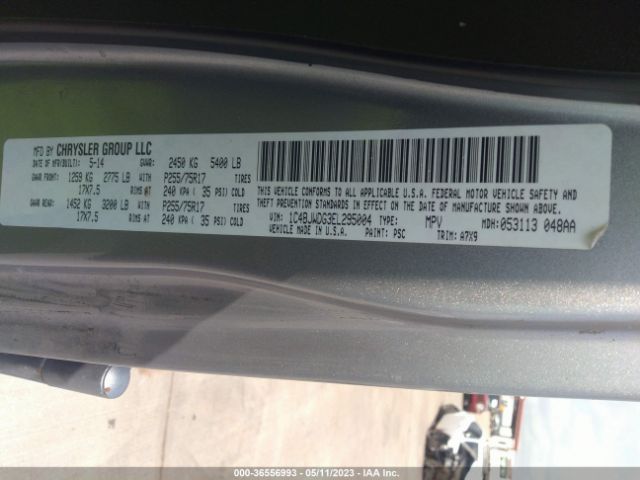 MFD BY CHRYSLER GROUP LLC
DATE OF MFR(BUILT): 5-14 GVWR: 2450 KG 5400 LB
GAWR FRONT: 1259 KG 2775 LB WITH P255/75R17 TIRES
17X7.5 RIMS AT 240 KPA ( 35 PSI) COLD
GAWR REAR: 1452 KG 3200 LB WITH P255/75R17 TIRES
17X7.5 RIMS AT 240 KPA ( 35 PSI) COLD
THIS VEHICLE CONFORMS TO ALL APPLICABLE U.S.A. FEDERAL MOTOR VEHICLE SAFETY AND
THEFT PREVENTION STANDARDS IN EFFECT ON THE DATE OF MANUFACTURE SHOWN ABOVE.
VIN: 1C4BJWDG3EL295004 TYPE: MPV MDH: 053113 048AA
VEHICLE MADE IN U.S.A. PAINT: PSC TRIM: A7X9
000-36556993 - 05/11/2023 - IAA Inc.